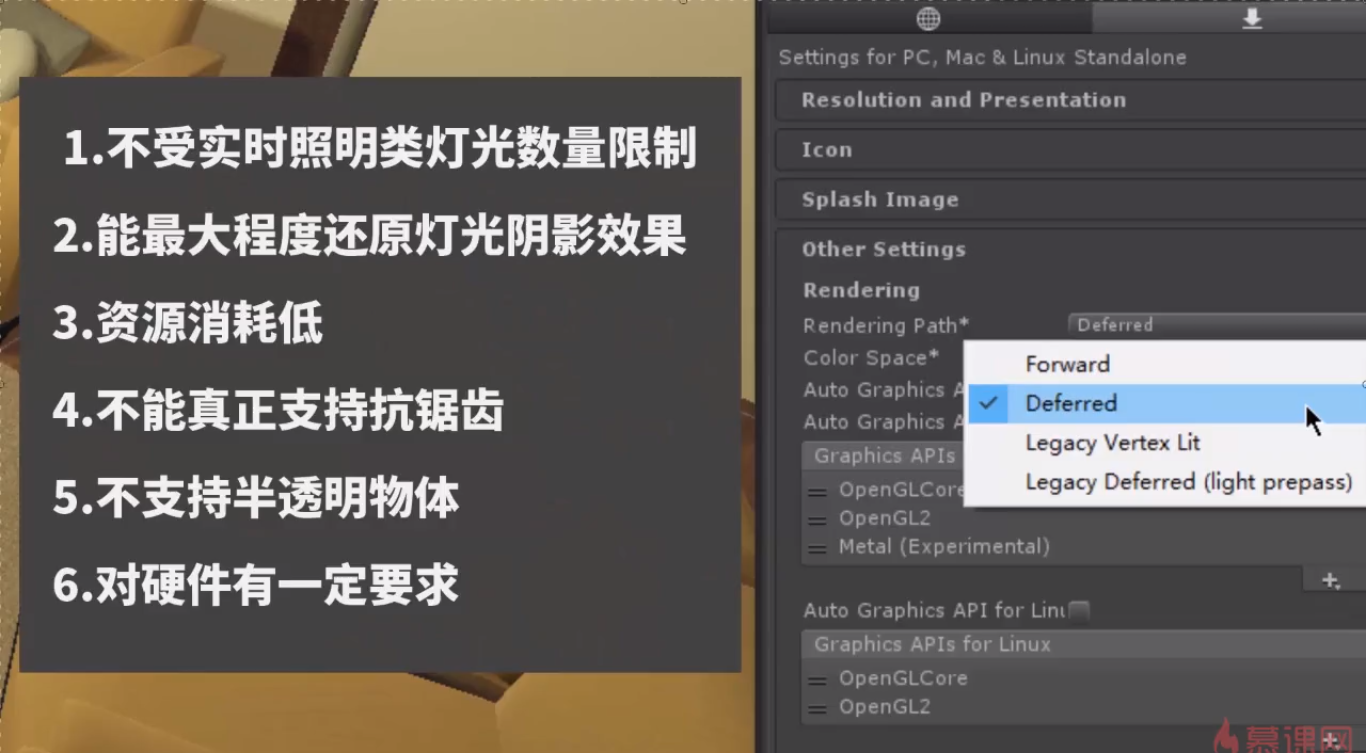 1.不受实时照明类灯光数量限制
2.能最大程度还原灯光阴影效果
3.资源消耗低
4.不能真正支持抗锯齿
5.不支持半透明物体
6.对硬件有一定要求
Settings for PC, Mac & Linux Standalone
Resolution and Presentation
Icon
Splash Image
Other Settings
Rendering
Rendering Path*
Deferred
Color Space*
Auto Graphics A
Auto Graphics A
Forward
Deferred
Legacy Vertex Lit
Legacy Deferred (light prepass)
Graphics APIs
OpenGLCore
OpenGL2
Metal (Experimental)
Auto Graphics API for Linu
Graphics APIs for Linux
OpenGLCore
OpenGL2
慕课网